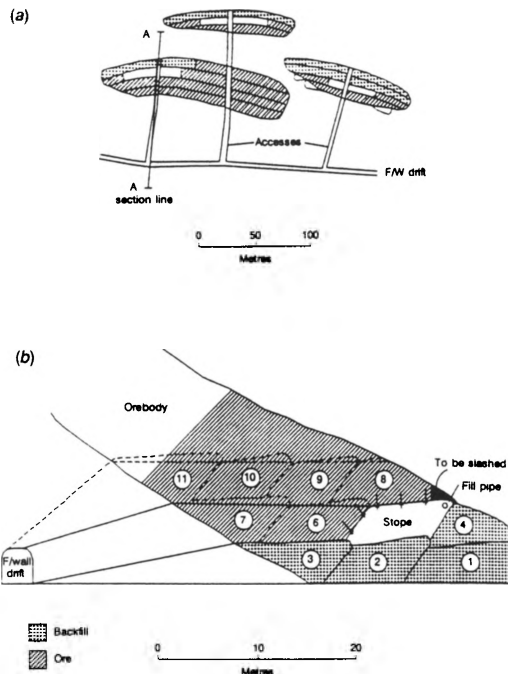 (a)
A
Accesses
F/W drift
A
section line
0 50 100
Metres
(b)
Orebody
To be slashed
Fill pipe
11
10
9
8
7
6
Stope
4
3
2
1
F/wall
drift
Backfill
Ore
0 10 20
Metres